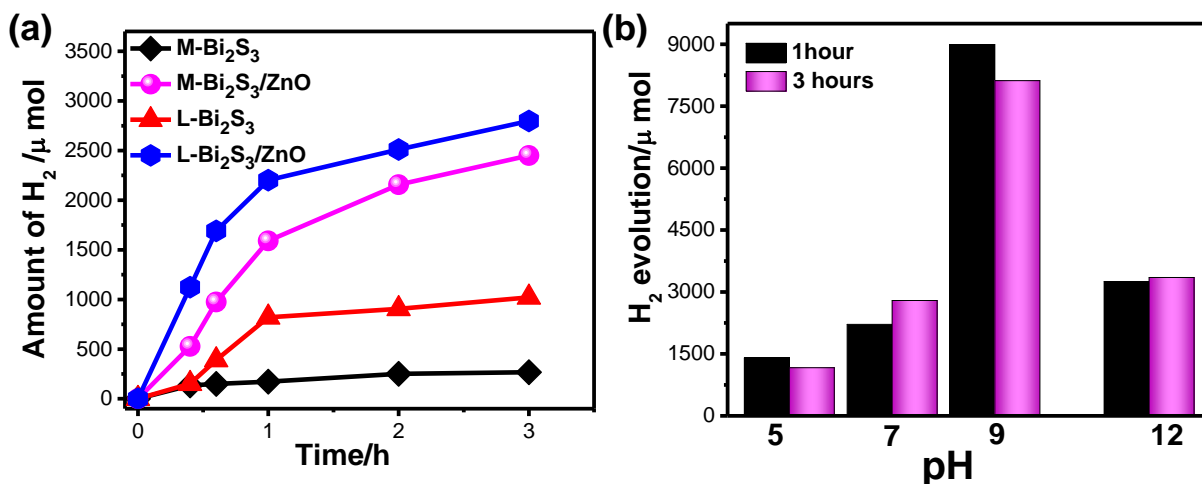 (a)
Amount of H₂ /μ mol
3500
3000
2500
2000
1500
1000
500
0
M-Bi₂S₃
M-Bi₂S₃/ZnO
L-Bi₂S₃
L-Bi₂S₃/ZnO
0 1 2 3
Time/h
(b)
H₂ evolution/μ mol
9000
7500
6000
4500
3000
1500
0
1hour
3 hours
5 7 9 12
pH